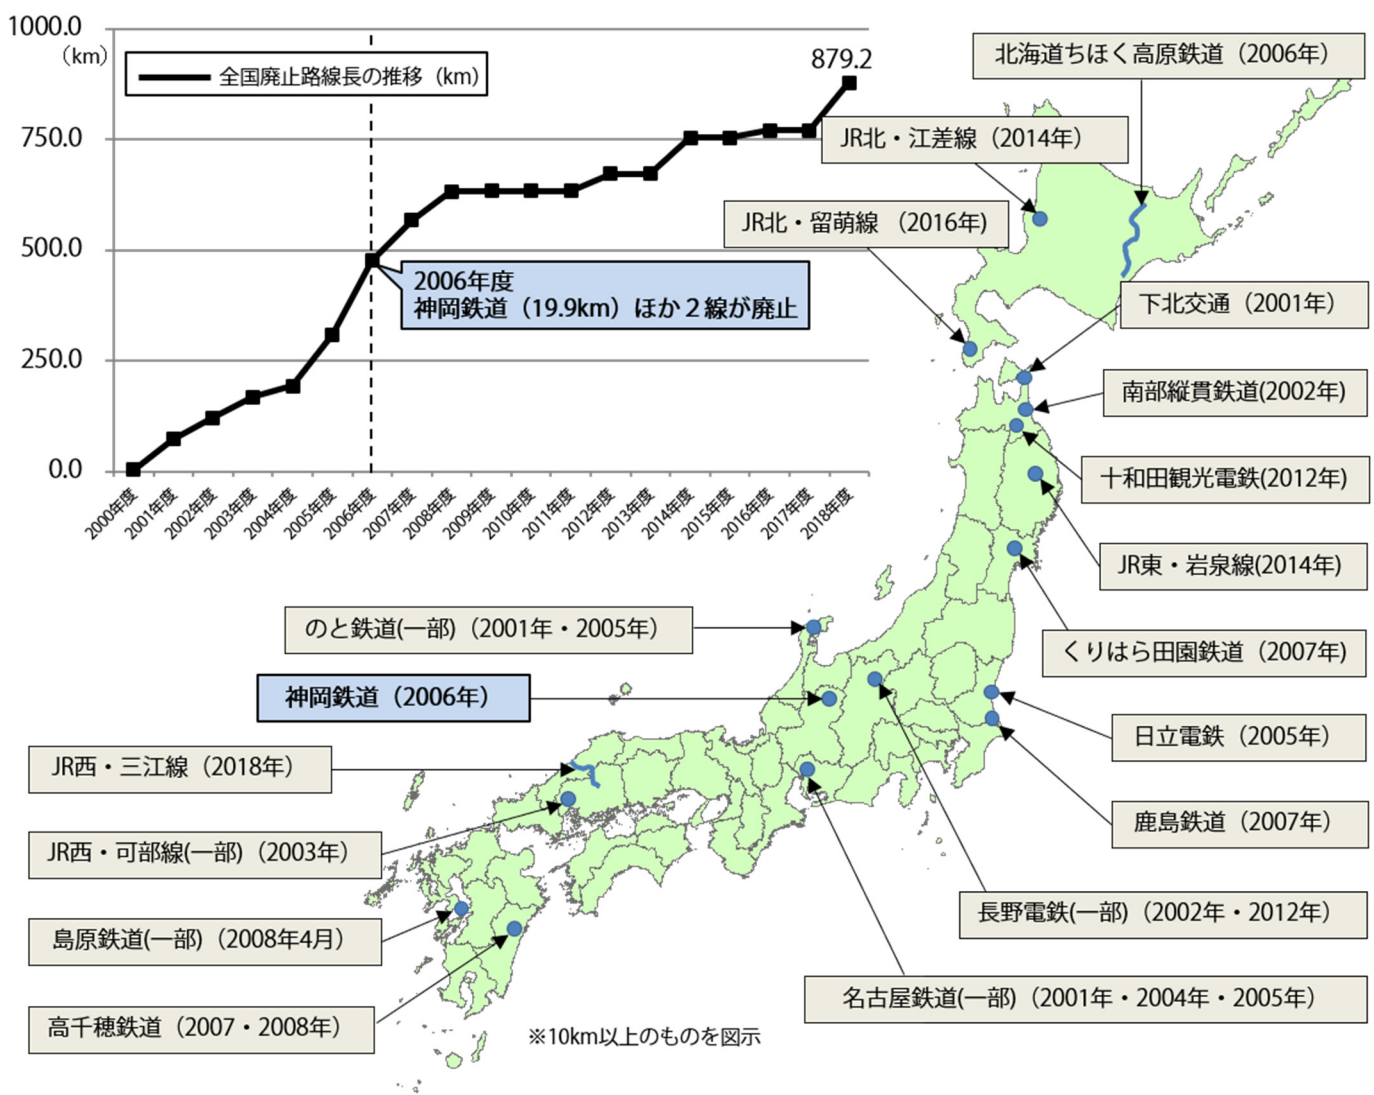 1000.0
（km）
750.0
500.0
250.0
0.0
全国廃止路線長の推移（km）
879.2
2006年度
神岡鉄道（19.9km）ほか２線が廃止
2000年度
2001年度
2002年度
2003年度
2004年度
2005年度
2006年度
2007年度
2008年度
2009年度
2010年度
2011年度
2012年度
2013年度
2014年度
2015年度
2016年度
2017年度
2018年度
北海道ちほく高原鉄道（2006年）
JR北・江差線（2014年）
JR北・留萌線 （2016年)
下北交通（2001年）
南部縦貫鉄道(2002年)
十和田観光電鉄(2012年)
JR東・岩泉線(2014年)
くりはら田園鉄道（2007年)
日立電鉄（2005年）
鹿島鉄道（2007年）
長野電鉄(一部)（2002年・2012年）
名古屋鉄道(一部)（2001年・2004年・2005年）
のと鉄道(一部)（2001年・2005年）
神岡鉄道（2006年）
JR西・三江線（2018年）
JR西・可部線(一部)（2003年）
島原鉄道(一部)（2008年4月）
高千穂鉄道（2007・2008年）
※10km以上のものを図示